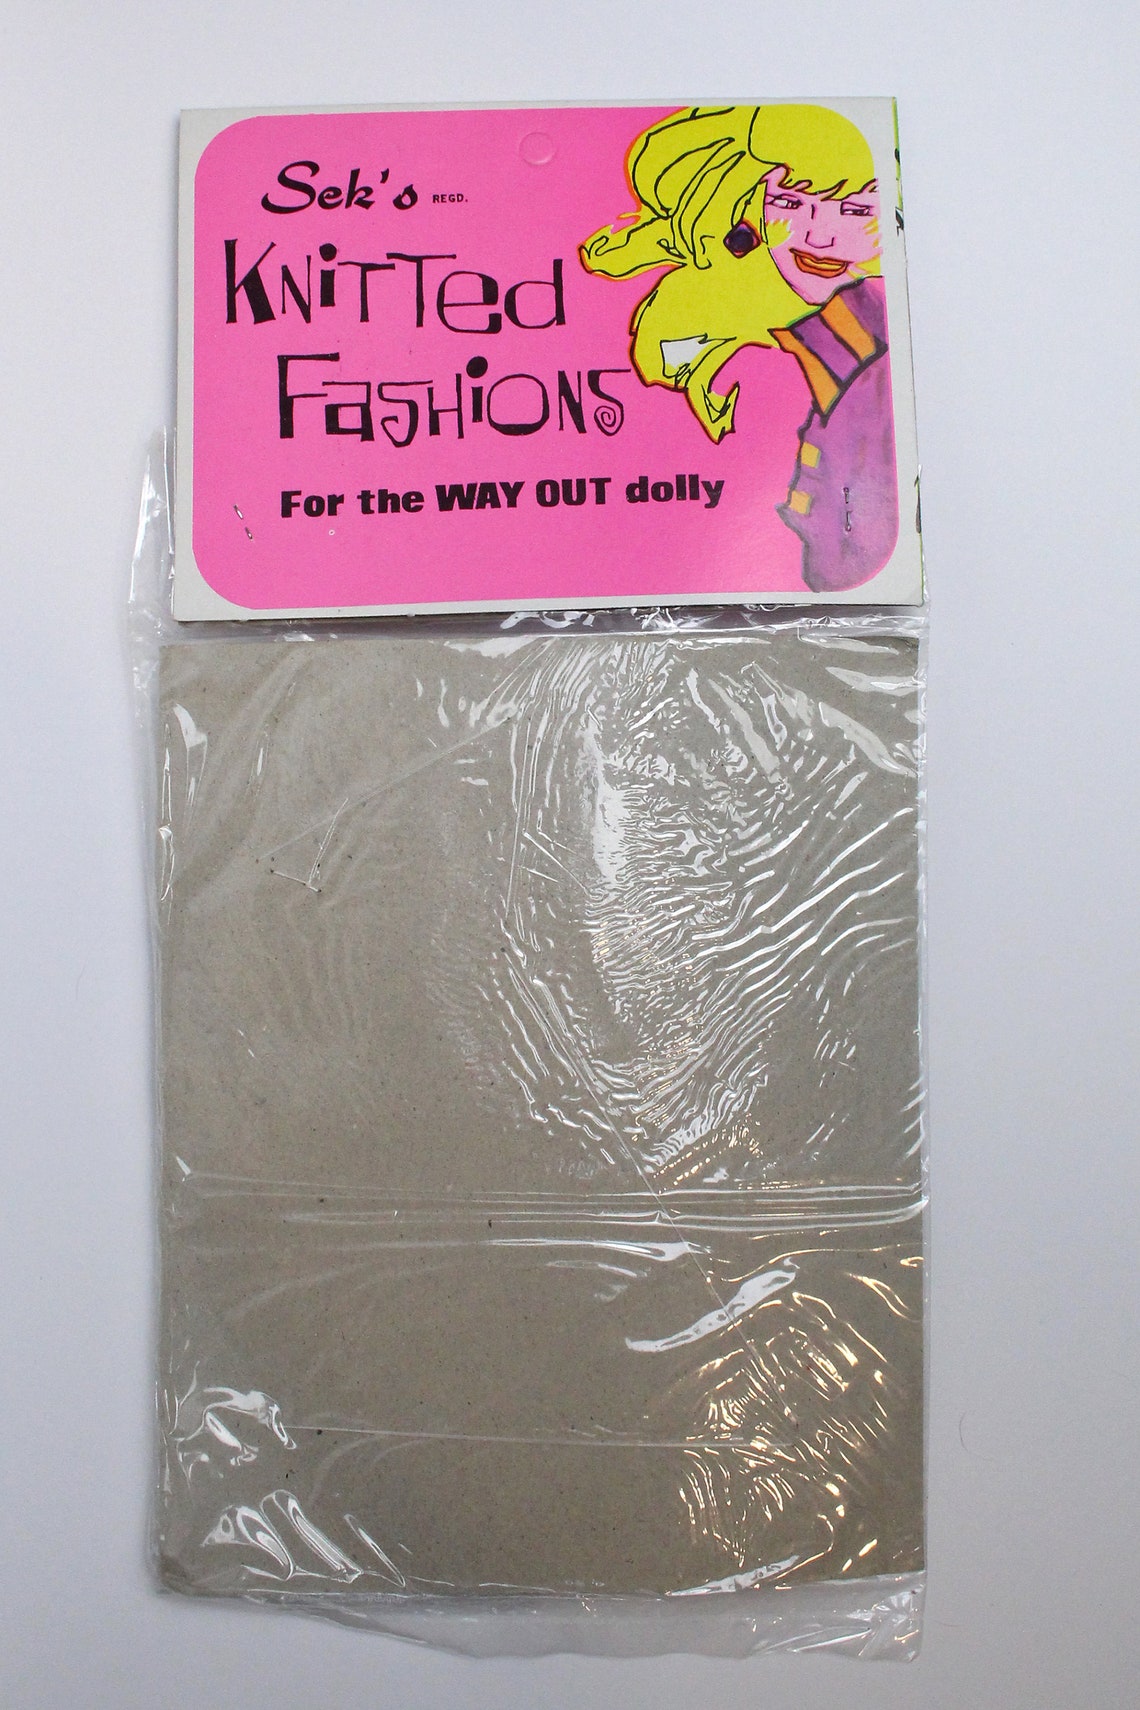 Sek's REGD.
KNiTTed
FaSHiONS
For the WAY OUT dolly